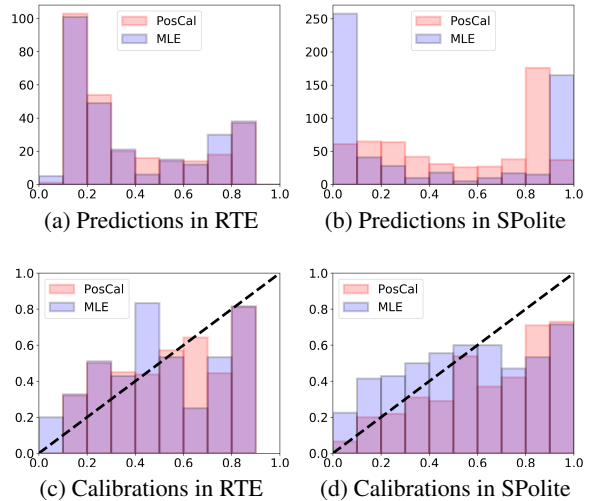 100
80
60
40
20
0
PosCal
MLE
0.0 0.2 0.4 0.6 0.8 1.0
(a) Predictions in RTE
250
200
150
100
50
0
PosCal
MLE
0.0 0.2 0.4 0.6 0.8 1.0
(b) Predictions in SPolite
1.0
0.8
0.6
0.4
0.2
0.0
PosCal
MLE
0.0 0.2 0.4 0.6 0.8 1.0
(c) Calibrations in RTE
1.0
0.8
0.6
0.4
0.2
0.0
PosCal
MLE
0.0 0.2 0.4 0.6 0.8 1.0
(d) Calibrations in SPolite